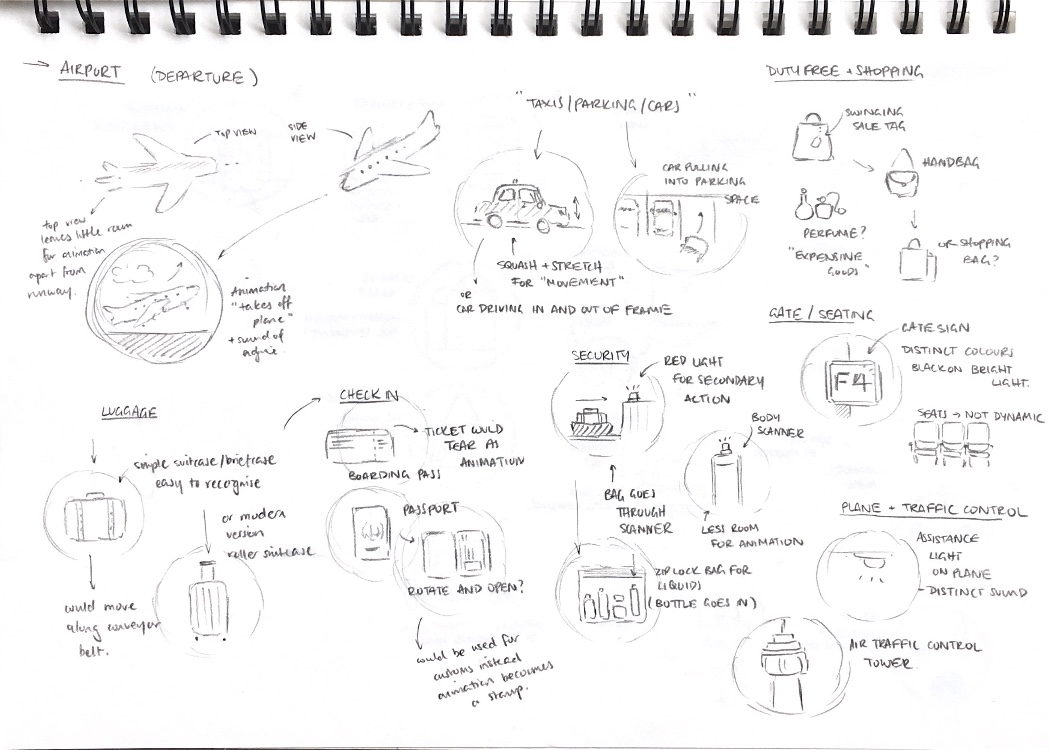 → AIRPORT (DEPARTURE)
TOP VIEW
SIDE
VIEW
top view
leaves little room
for animation
apart from
runway.
Animation
"takes off
plane"
+ sound of
"TAXIS/PARKING/CARS"
SQUASH + STRETCH
FOR "MOVEMENT"
OR
CAR DRIVING IN AND OUT OF FRAME
CAR PULLING
INTO PARKING
SPACE
DUTY FREE + SHOPPING
SWINGING
SALE TAG
HANDBAG
PERFUME?
"EXPENSIVE
GOODS"
OR SHOPPING
BAG?
GATE / SEATING
GATE SIGN
DISTINCT COLOURS
BLACK ON BRIGHT
LIGHT.
F4
SEATS → NOT DYNAMIC
LUGGAGE
simple suitcase/briefcase
easy to recognise
or modern
version
roller suitcase
would move
along conveyor
belt.
CHECK IN
TICKET WOULD
TEAR AS
ANIMATION
BOARDING PASS
PASSPORT
ROTATE AND OPEN?
would be used for
customs instead
animation becomes
a stamp.
SECURITY
RED LIGHT
FOR SECONDARY
ACTION
BAG GOES
THROUGH
SCANNER
BODY
SCANNER
LESS ROOM
FOR ANIMATION
ZIP LOCK BAG FOR
LIQUIDS
(BOTTLE GOES IN)
PLANE + TRAFFIC CONTROL
ASSISTANCE
LIGHT
ON PLANE
- DISTINCT SOUND
AIR TRAFFIC CONTROL
TOWER.